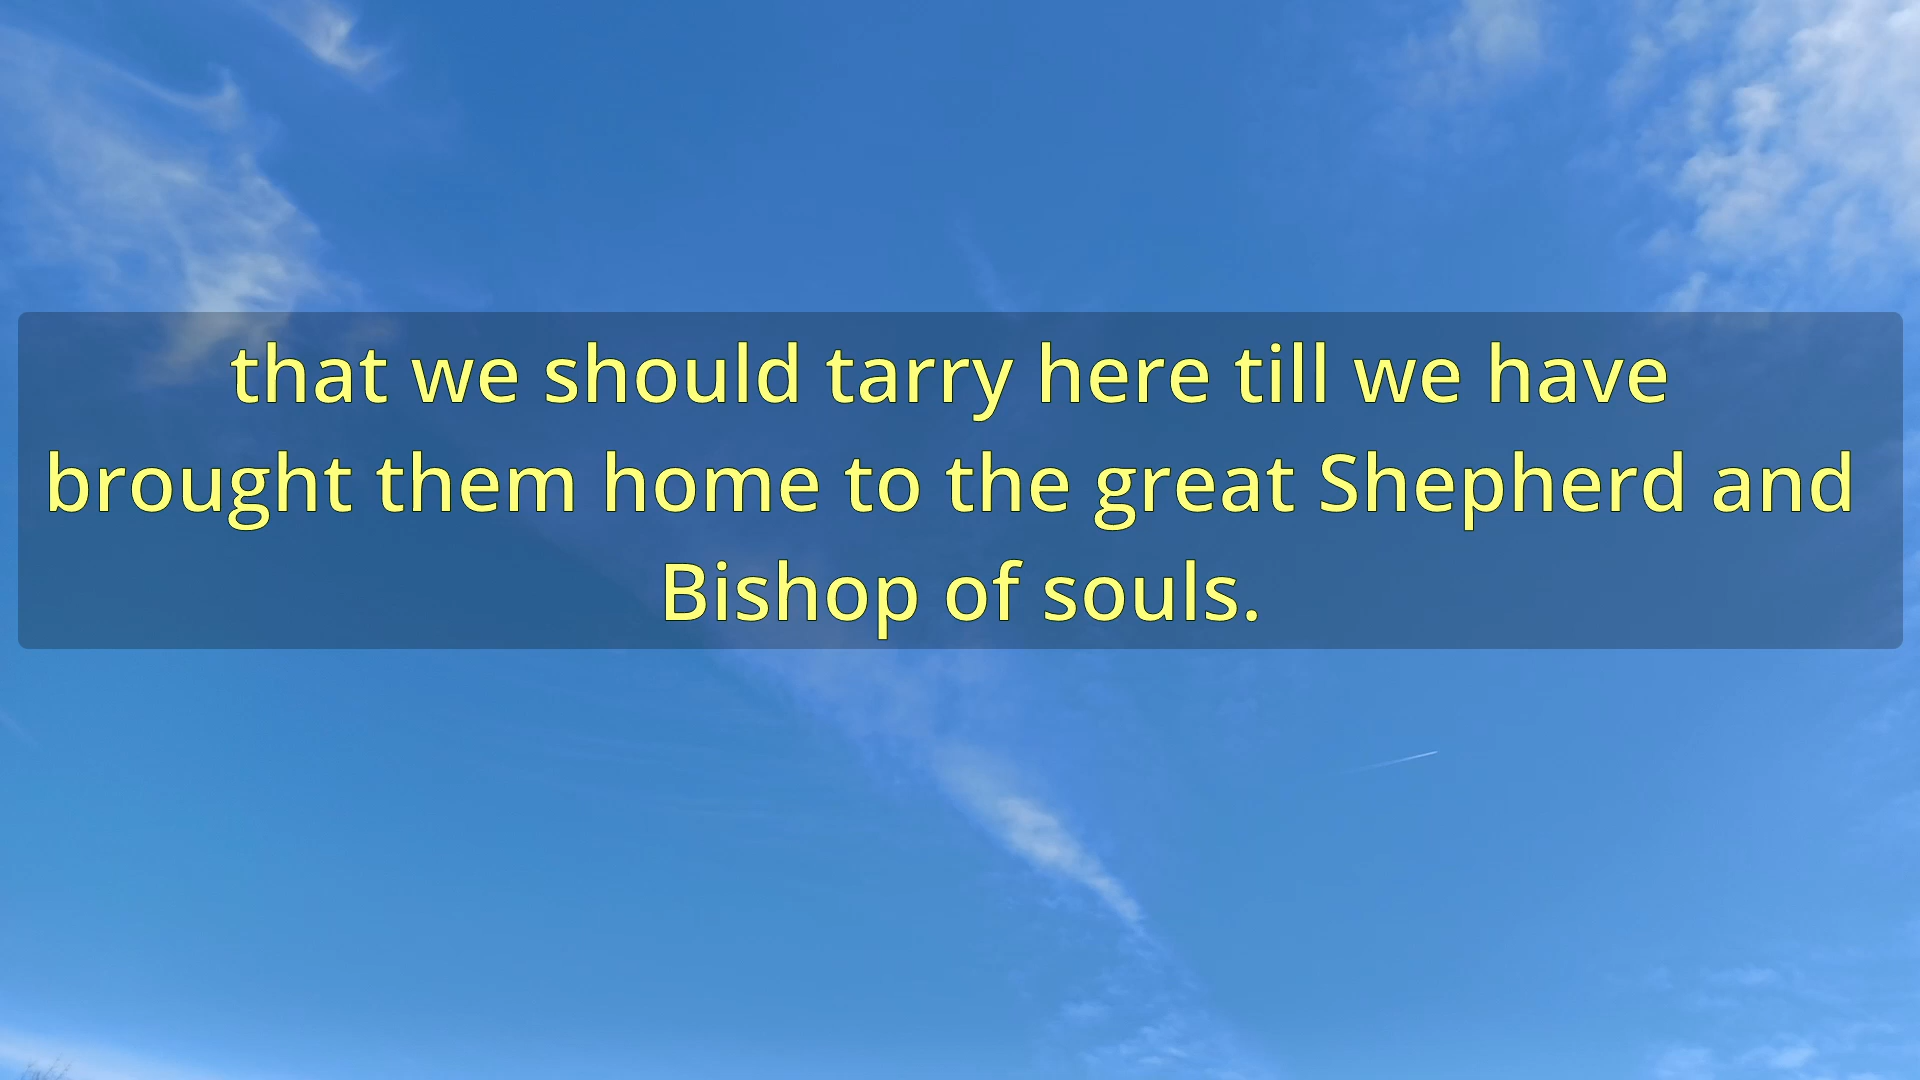 that we should tarry here till we have
brought them home to the great Shepherd and
Bishop of souls.